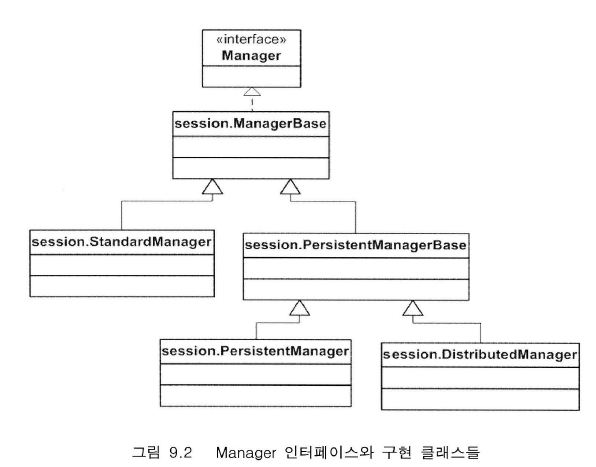 «interface»
Manager
session.ManagerBase
session.StandardManager
session.PersistentManagerBase
session.PersistentManager
session.DistributedManager
그림 9.2 Manager 인터페이스와 구현 클래스들